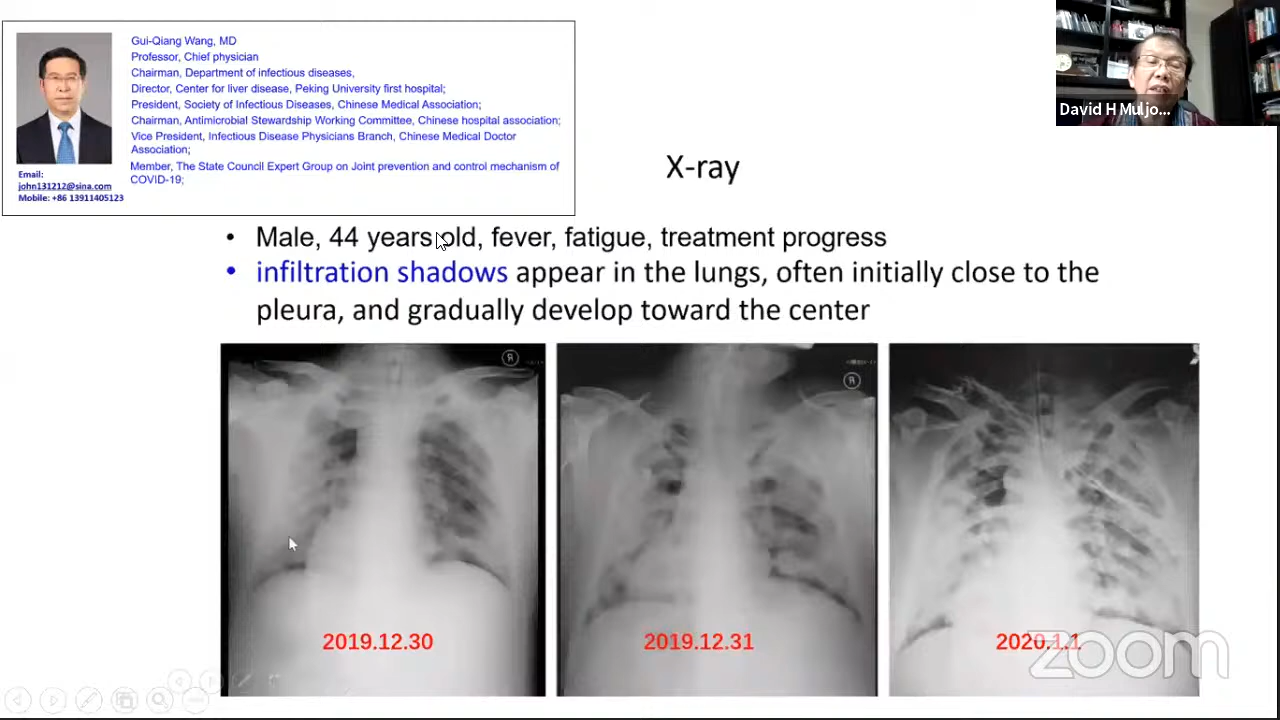 Gui-Qiang Wang, MD
Professor, Chief physician
Chairman, Department of infectious diseases,
Director, Center for liver disease, Peking University first hospital;
President, Society of Infectious Diseases, Chinese Medical Association;
Chairman, Antimicrobial Stewardship Working Committee, Chinese hospital association;
Vice President, Infectious Disease Physicians Branch, Chinese Medical Doctor
Association;
Member, The State Council Expert Group on Joint prevention and control mechanism of
COVID-19;
Email:
john131212@sina.com
Mobile: +86 13911405123
David H Muljo...
X-ray
• Male, 44 years old, fever, fatigue, treatment progress
• infiltration shadows appear in the lungs, often initially close to the
pleura, and gradually develop toward the center
R
R
2019.12.30
2019.12.31
2020.1.1
zoom